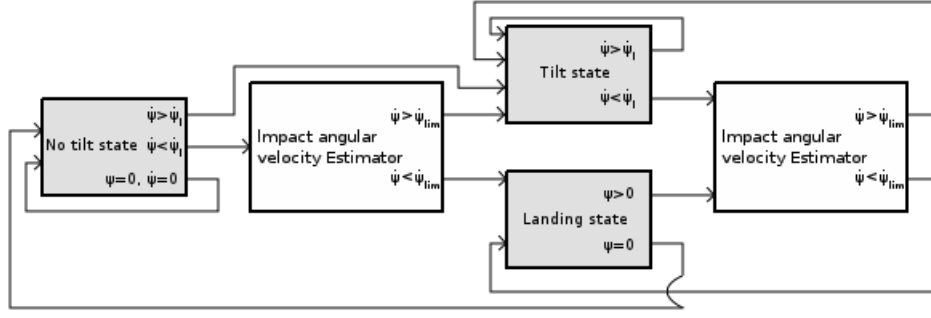 No tilt state
ψ̇>ψ̇l
ψ̇<ψ̇l
ψ=0, ψ̇=0
Impact angular
velocity Estimator
ψ̇>ψ̇lim
ψ̇<ψ̇lim
Tilt state
ψ̇>ψ̇l
ψ̇<ψ̇l
Landing state
ψ>0
ψ=0
Impact angular
velocity Estimator
ψ̇>ψ̇lim
ψ̇<ψ̇lim